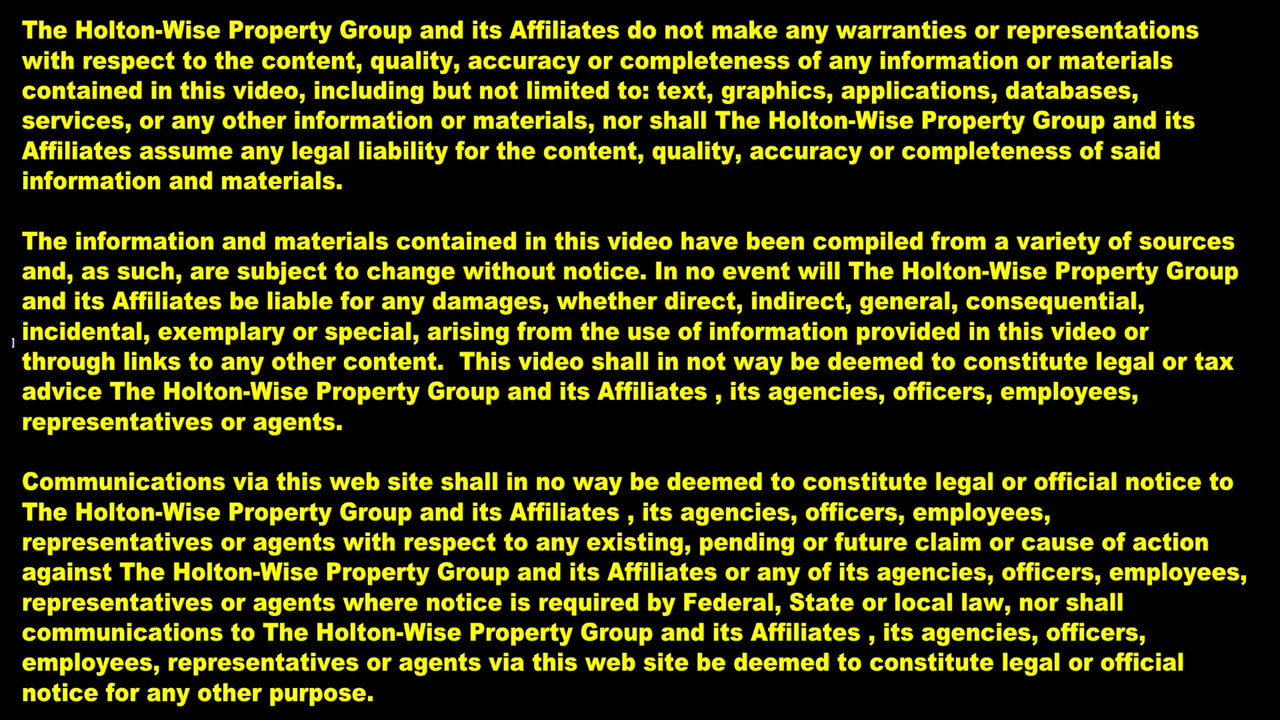 The Holton-Wise Property Group and its Affiliates do not make any warranties or representations
with respect to the content, quality, accuracy or completeness of any information or materials
contained in this video, including but not limited to: text, graphics, applications, databases,
services, or any other information or materials, nor shall The Holton-Wise Property Group and its
Affiliates assume any legal liability for the content, quality, accuracy or completeness of said
information and materials.

The information and materials contained in this video have been compiled from a variety of sources
and, as such, are subject to change without notice. In no event will The Holton-Wise Property Group
and its Affiliates be liable for any damages, whether direct, indirect, general, consequential,
incidental, exemplary or special, arising from the use of information provided in this video or
through links to any other content.  This video shall in not way be deemed to constitute legal or tax
advice The Holton-Wise Property Group and its Affiliates , its agencies, officers, employees,
representatives or agents.

Communications via this web site shall in no way be deemed to constitute legal or official notice to
The Holton-Wise Property Group and its Affiliates , its agencies, officers, employees,
representatives or agents with respect to any existing, pending or future claim or cause of action
against The Holton-Wise Property Group and its Affiliates or any of its agencies, officers, employees,
representatives or agents where notice is required by Federal, State or local law, nor shall
communications to The Holton-Wise Property Group and its Affiliates , its agencies, officers,
employees, representatives or agents via this web site be deemed to constitute legal or official
notice for any other purpose.